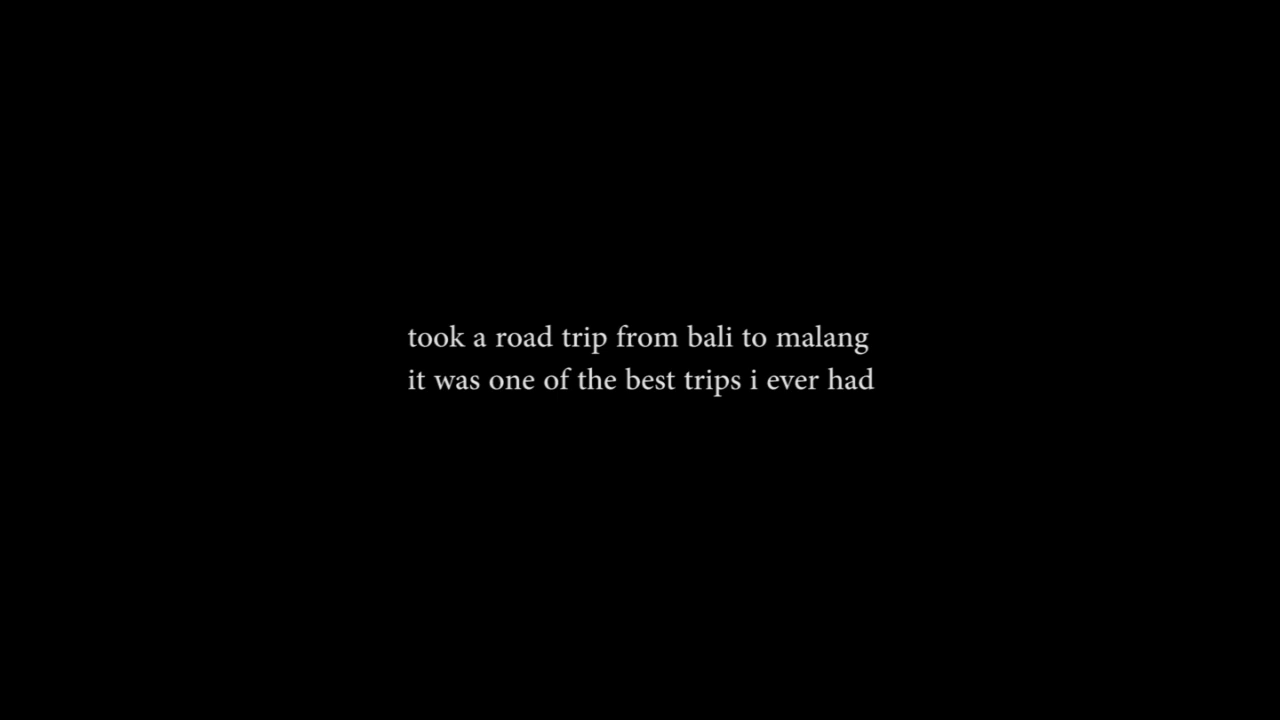 took a road trip from bali to malang
it was one of the best trips i ever had